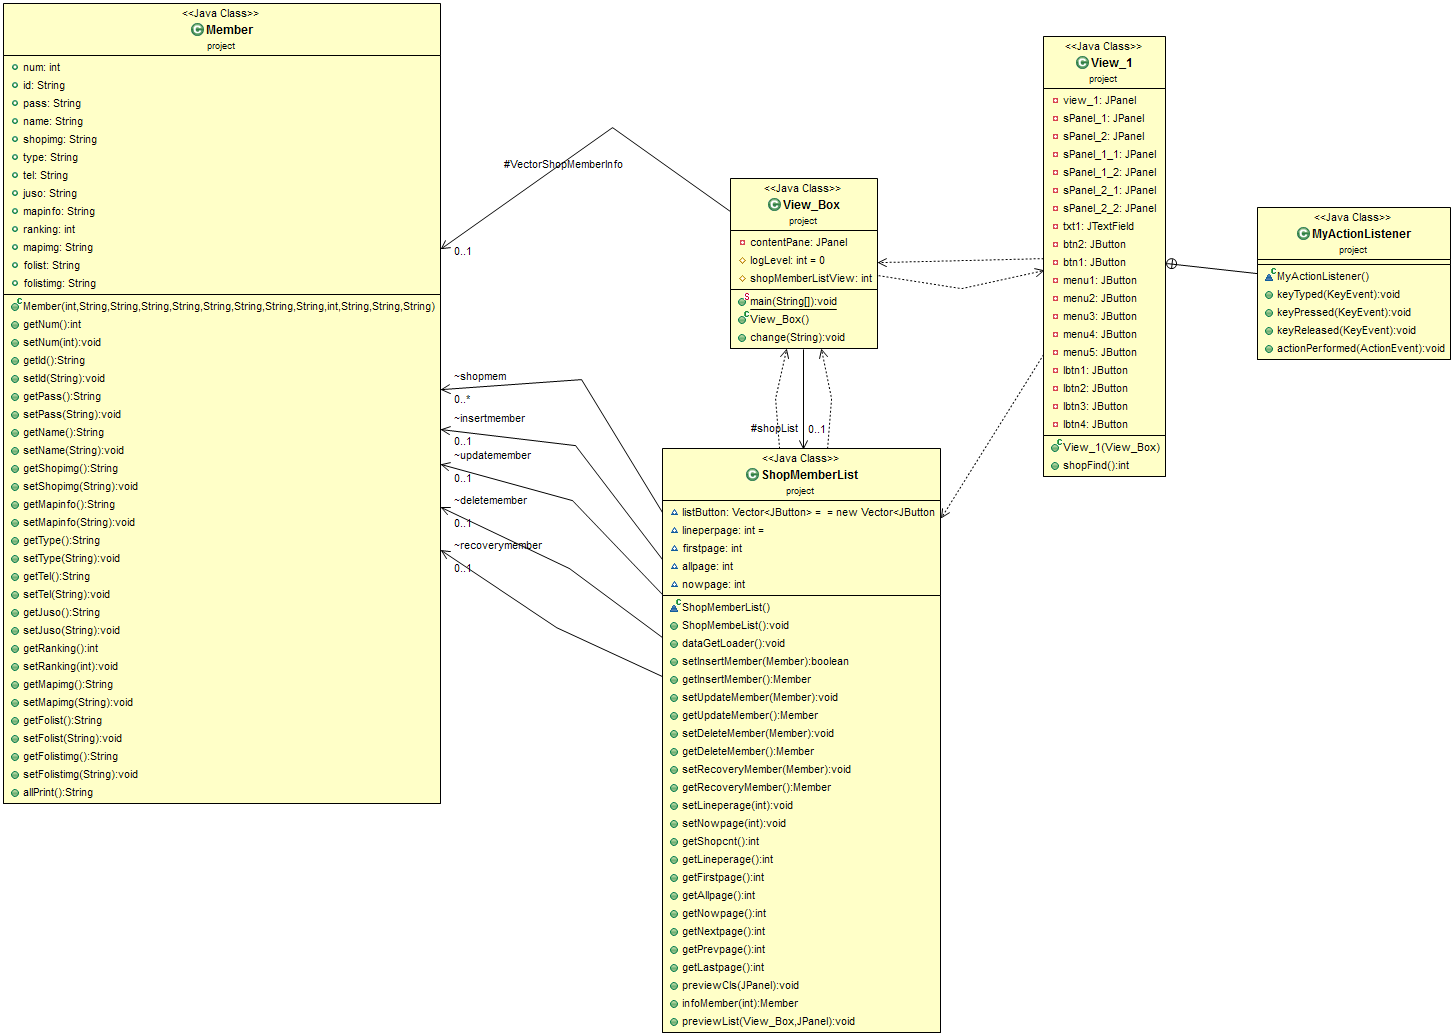 <<Java Class>>
Member
project
num: int
id: String
pass: String
name: String
shopimg: String
type: String
tel: String
juso: String
mapinfo: String
ranking: int
mapimg: String
folist: String
folistimg: String
Member(int,String,String,String,String,String,String,String,String,int,String,String,String)
getNum():int
setNum(int):void
getId():String
setId(String):void
getPass():String
setPass(String):void
getName():String
setName(String):void
getShopimg():String
setShopimg(String):void
getMapinfo():String
setMapinfo(String):void
getType():String
setType(String):void
getTel():String
setTel(String):void
getJuso():String
setJuso(String):void
getRanking():int
setRanking(int):void
getMapimg():String
setMapimg(String):void
getFolist():String
setFolist(String):void
getFolistimg():String
setFolistimg(String):void
allPrint():String
#VectorShopMemberInfo
0..1
~shopmem
0..*
~insertmember
0..1
~updatemember
0..1
~deletemember
0..1
~recoverymember
0..1
<<Java Class>>
View_Box
project
contentPane: JPanel
logLevel: int = 0
shopMemberListView: int
main(String[]):void
View_Box()
change(String):void
#shopList
0..1
<<Java Class>>
ShopMemberList
project
listButton: Vector<JButton> = = new Vector<JButton
lineperpage: int =
firstpage: int
allpage: int
nowpage: int
ShopMemberList()
ShopMembeList():void
dataGetLoader():void
setInsertMember(Member):boolean
getInsertMember():Member
setUpdateMember(Member):void
getUpdateMember():Member
setDeleteMember(Member):void
getDeleteMember():Member
setRecoveryMember(Member):void
getRecoveryMember():Member
setLineperage(int):void
setNowpage(int):void
getShopcnt():int
getLineperage():int
getFirstpage():int
getAllpage():int
getNowpage():int
getNextpage():int
getPrevpage():int
getLastpage():int
previewCls(JPanel):void
infoMember(int):Member
previewList(View_Box,JPanel):void
<<Java Class>>
View_1
project
view_1: JPanel
sPanel_1: JPanel
sPanel_2: JPanel
sPanel_1_1: JPanel
sPanel_1_2: JPanel
sPanel_2_1: JPanel
sPanel_2_2: JPanel
txt1: JTextField
btn2: JButton
btn1: JButton
menu1: JButton
menu2: JButton
menu3: JButton
menu4: JButton
menu5: JButton
lbtn1: JButton
lbtn2: JButton
lbtn3: JButton
lbtn4: JButton
View_1(View_Box)
shopFind():int
<<Java Class>>
MyActionListener
project
MyActionListener()
keyTyped(KeyEvent):void
keyPressed(KeyEvent):void
keyReleased(KeyEvent):void
actionPerformed(ActionEvent):void